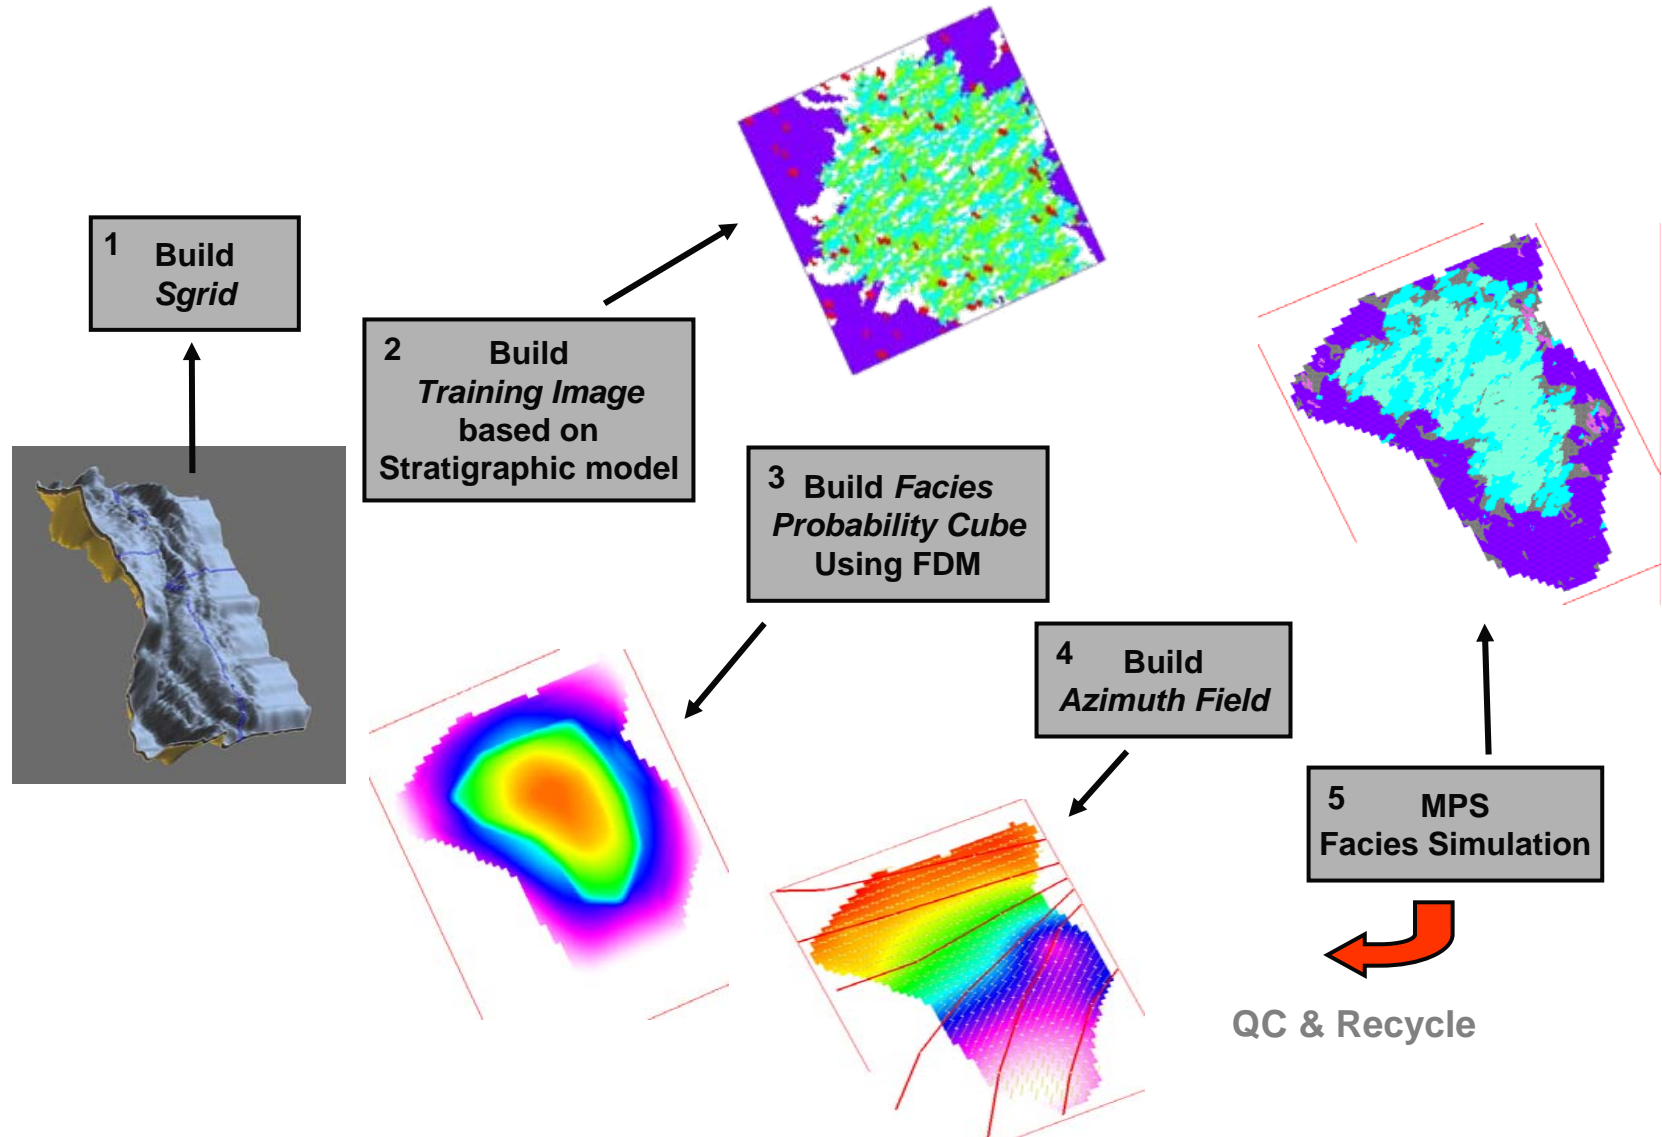 1
Build
Sgrid
2
Build
Training Image
based on
Stratigraphic model
3
Build Facies
Probability Cube
Using FDM
4
Build
Azimuth Field
5
MPS
Facies Simulation
QC & Recycle